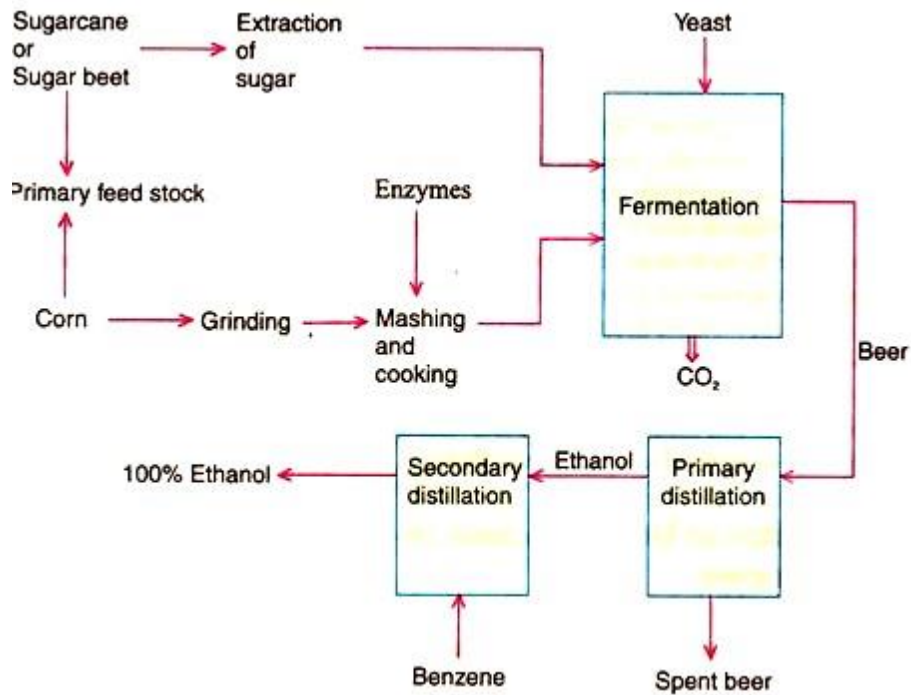 Sugarcane
or
Sugar beet
Extraction
of
sugar
Yeast
Primary feed stock
Enzymes
Fermentation
Corn
Grinding
Mashing
and
cooking
CO₂
Beer
100% Ethanol
Secondary
distillation
Ethanol
Primary
distillation
Benzene
Spent beer